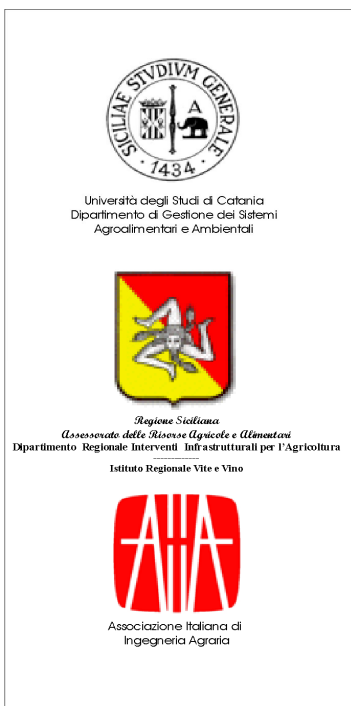 SICILIAE STVDIVM GENERALE
A
· 1434 ·
Università degli Studi di Catania
Dipartimento di Gestione dei Sistemi
Agroalimentari e Ambientali
Regione Siciliana
Assessorato delle Risorse Agricole e Alimentari
Dipartimento Regionale Interventi Infrastrutturali per l'Agricoltura
-------------
Istituto Regionale Vite e Vino
AIIA
Associazione Italiana di
Ingegneria Agraria